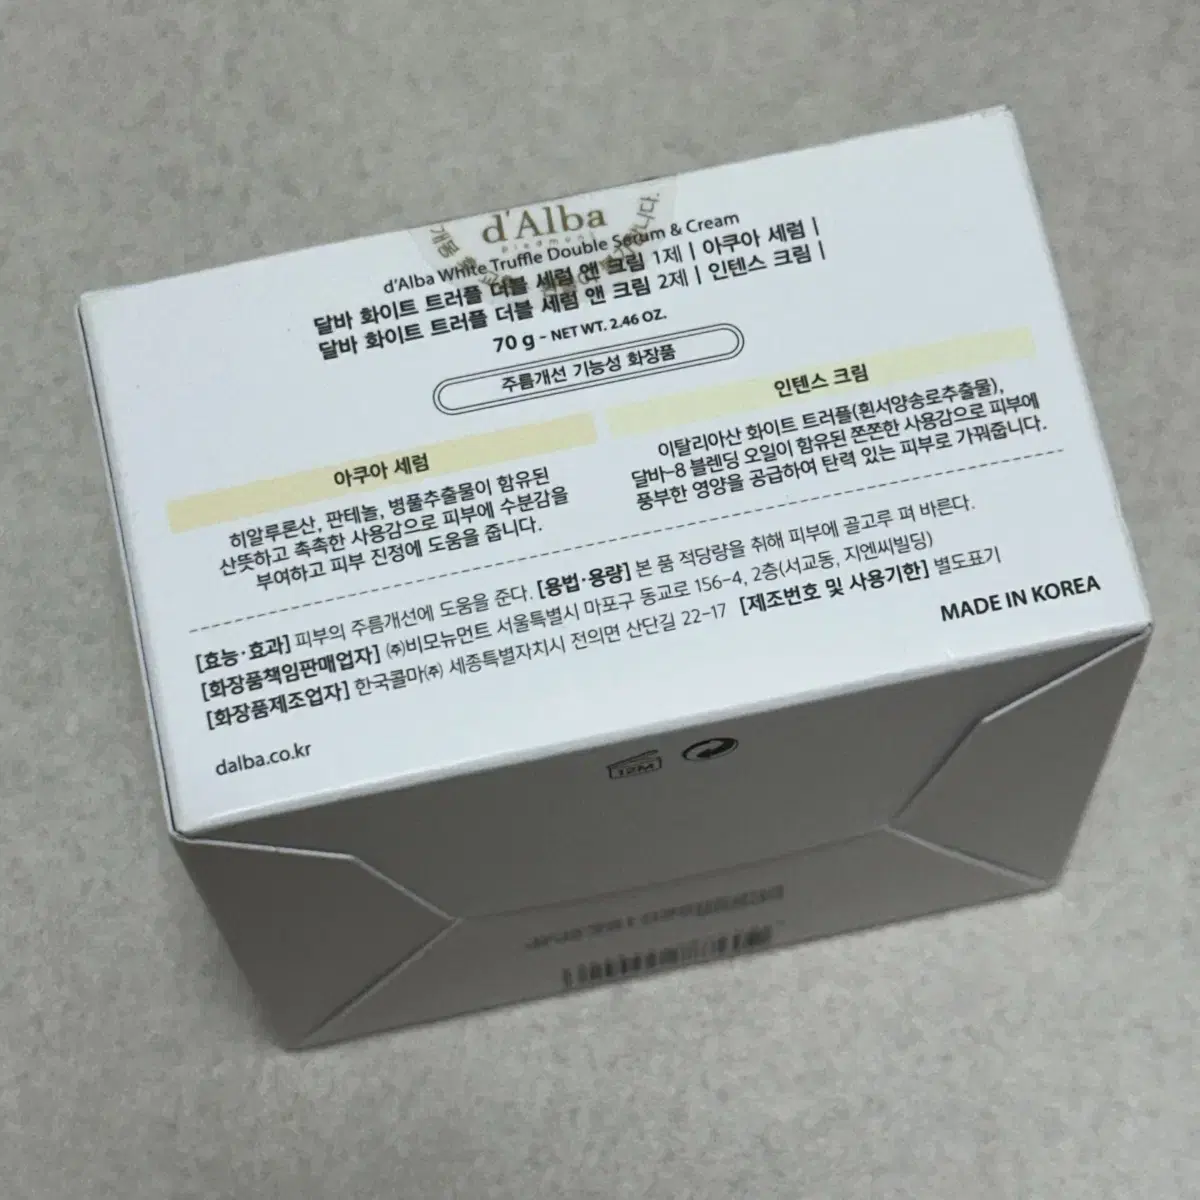 d'Alba
piedmont
d'Alba White Truffle Double Serum & Cream
달바 화이트 트러플 더블 세럼 앤 크림 1제 | 아쿠아 세럼 |
달바 화이트 트러플 더블 세럼 앤 크림 2제 | 인텐스 크림 |
70 g - NET WT. 2.46 OZ.
주름개선 기능성 화장품
아쿠아 세럼
히알루론산, 판테놀, 병풀추출물이 함유된
산뜻하고 촉촉한 사용감으로 피부에 수분감을
부여하고 피부 진정에 도움을 줍니다.
인텐스 크림
이탈리아산 화이트 트러플(흰서양송로추출물),
달바-8 블렌딩 오일이 함유된 쫀쫀한 사용감으로 피부에
풍부한 영양을 공급하여 탄력 있는 피부로 가꿔줍니다.
[효능·효과] 피부의 주름개선에 도움을 준다. [용법·용량] 본 품 적당량을 취해 피부에 골고루 펴 바른다.
[화장품책임판매업자] ㈜비모뉴먼트 서울특별시 마포구 동교로 156-4, 2층(서교동, 지엔씨빌딩)
[화장품제조업자] 한국콜마㈜ 세종특별자치시 전의면 산단길 22-17 [제조번호 및 사용기한] 별도표기
dalba.co.kr
MADE IN KOREA
12M